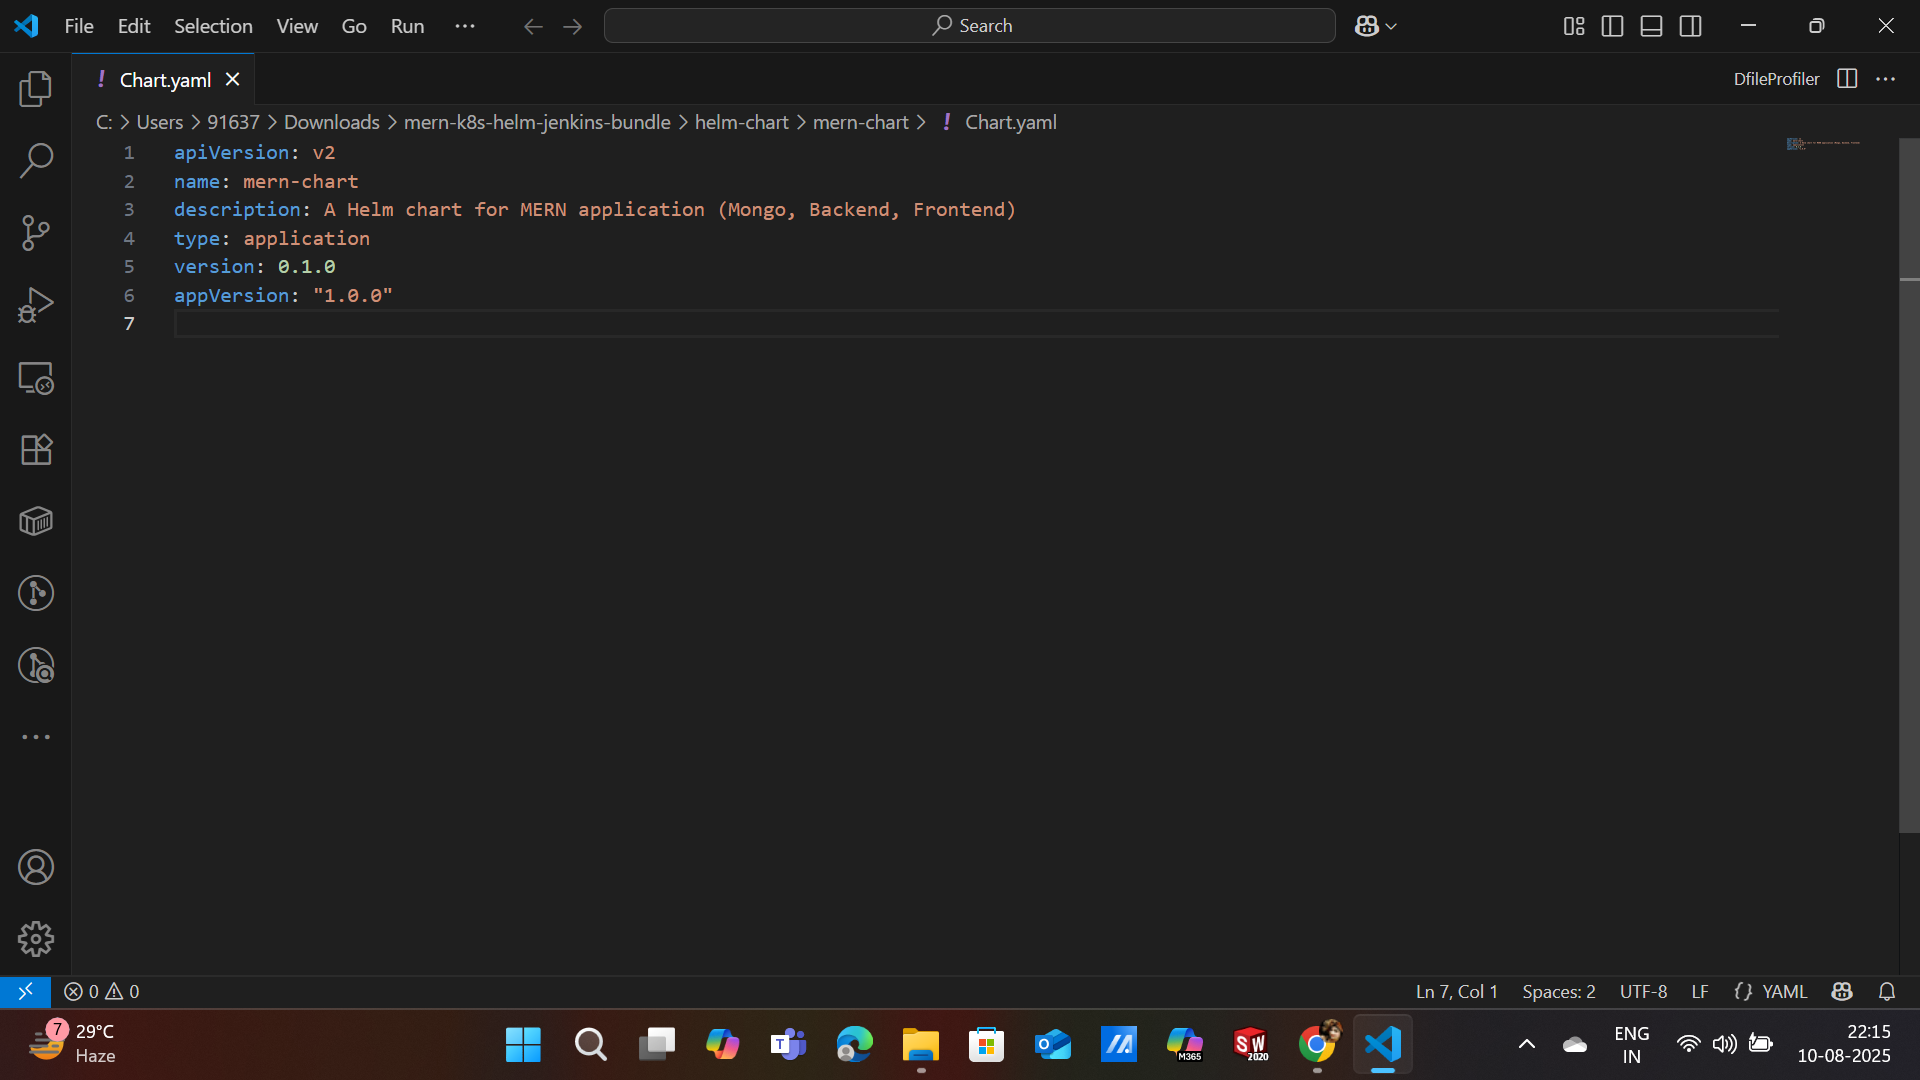 File Edit Selection View Go Run ···
Search
! Chart.yaml
DfileProfiler
C: > Users > 91637 > Downloads > mern-k8s-helm-jenkins-bundle > helm-chart > mern-chart > ! Chart.yaml
1 apiVersion: v2
2 name: mern-chart
3 description: A Helm chart for MERN application (Mongo, Backend, Frontend)
4 type: application
5 version: 0.1.0
6 appVersion: "1.0.0"
7
0 0
Ln 7, Col 1 Spaces: 2 UTF-8 LF {} YAML
7 29°C
Haze
T
M365
SW
2020
ENG
IN
22:15
10-08-2025